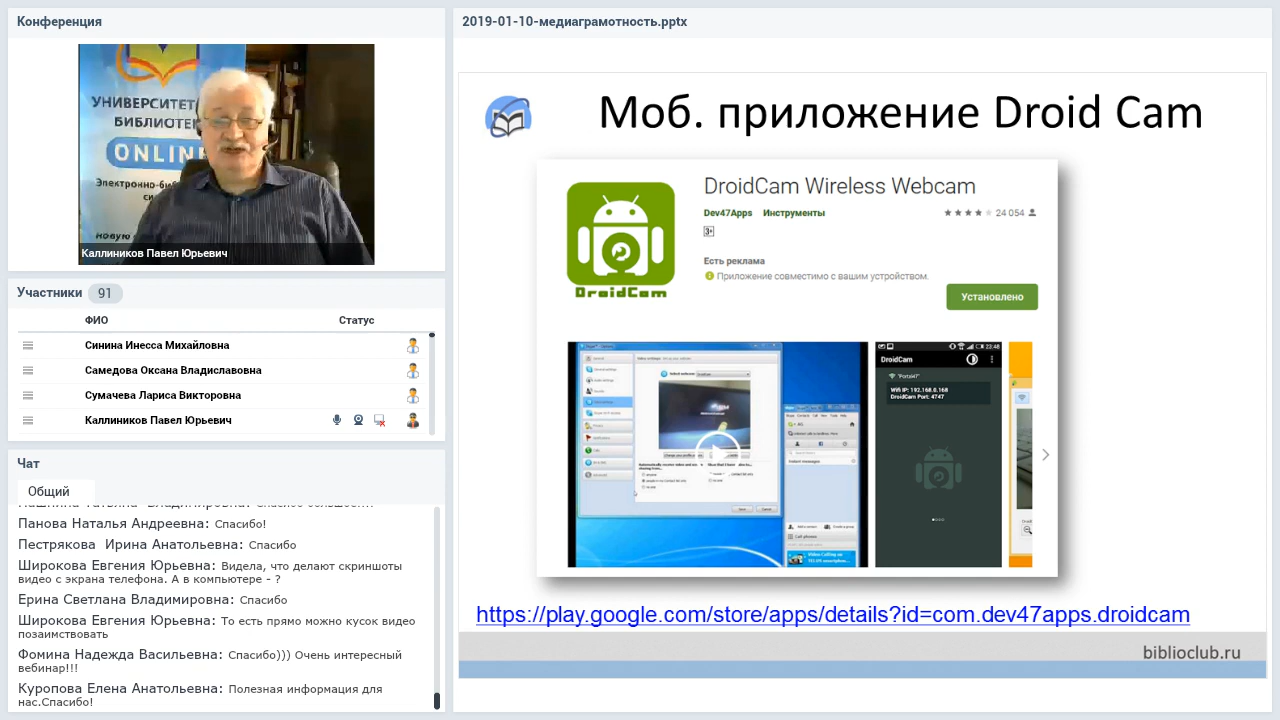 Конференция
УНИВЕРСИТЕТ
БИБЛИОТЕ
ONLINE
Каллиников Павел Юрьевич
Участники 91
ФИО Статус
Синина Инесса Михайловна
Самедова Оксана Владиславовна
Сумачева Лариса Викторовна
Каллиников Павел Юрьевич
Чат
Общий
Панова Наталья Андреевна: Спасибо!
Пестрякова Ирина Анатольевна: Спасибо
Широкова Евгения Юрьевна: Видела, что делают скриншоты
видео с экрана телефона. А в компьютере - ?
Ерина Светлана Владимировна: Спасибо
Широкова Евгения Юрьевна: То есть прямо можно кусок видео
позаимствовать
Фомина Надежда Васильевна: Спасибо))) Очень интересный
вебинар!!!
Куропова Елена Анатольевна: Полезная информация для
нас.Спасибо!
2019-01-10-медиаграмотность.pptx
Моб. приложение Droid Cam
DroidCam Wireless Webcam
Dev47Apps Инструменты 24 054
3+
Есть реклама
Приложение совместимо с вашим устройством.
Установлено
DroidCam
23:48
DroidCam
Wifi IP: 192.168.0.168
DroidCam Port: 4747
https://play.google.com/store/apps/details?id=com.dev47apps.droidcam
biblioclub.ru